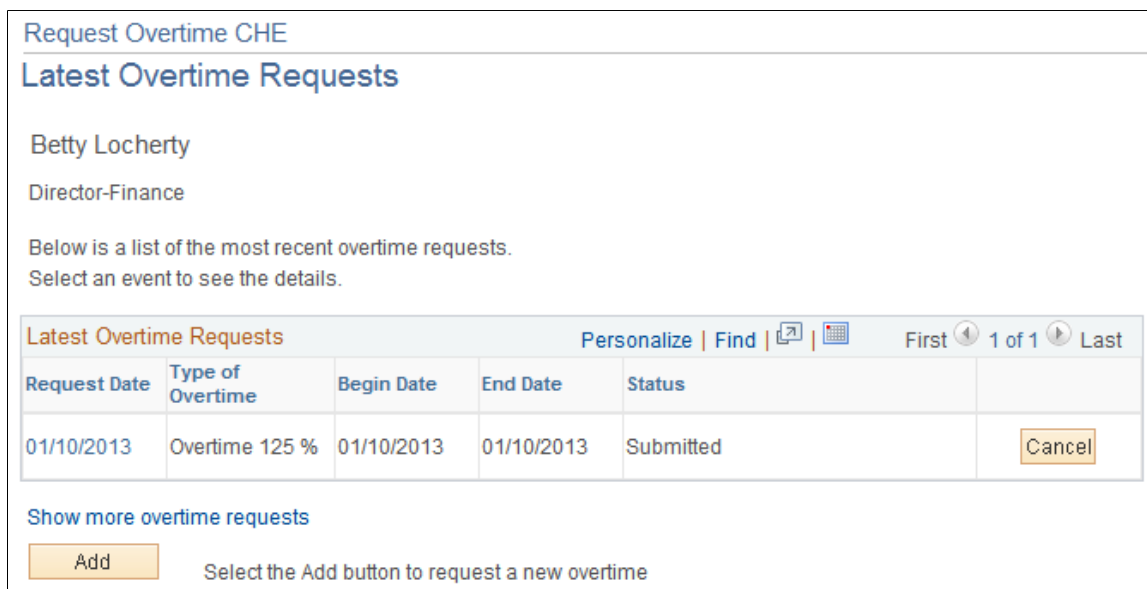 Request Overtime CHE
Latest Overtime Requests
Betty Locherty
Director-Finance
Below is a list of the most recent overtime requests.
Select an event to see the details.
Latest Overtime Requests Personalize | Find | | First 1 of 1 Last
Request Date Type of Overtime Begin Date End Date Status
01/10/2013 Overtime 125 % 01/10/2013 01/10/2013 Submitted Cancel
Show more overtime requests
Add Select the Add button to request a new overtime